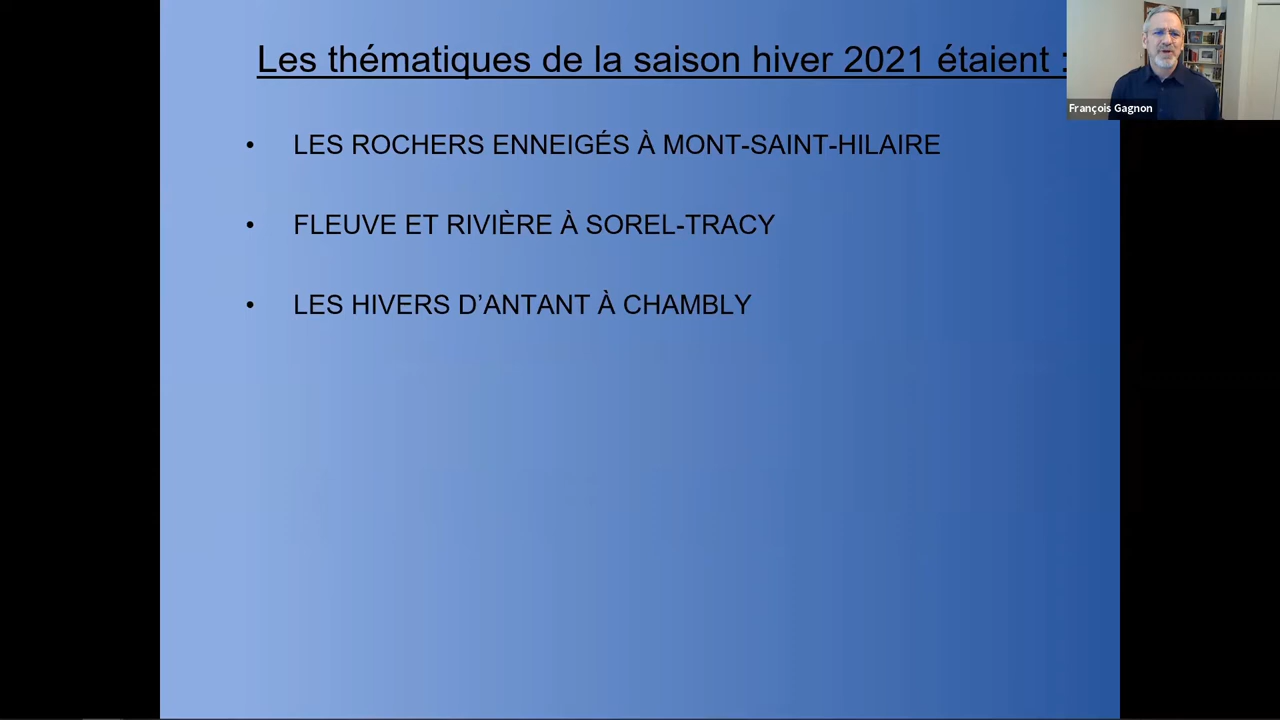 Les thématiques de la saison hiver 2021 étaient :
François Gagnon
• LES ROCHERS ENNEIGÉS À MONT-SAINT-HILAIRE
• FLEUVE ET RIVIÈRE À SOREL-TRACY
• LES HIVERS D’ANTANT À CHAMBLY